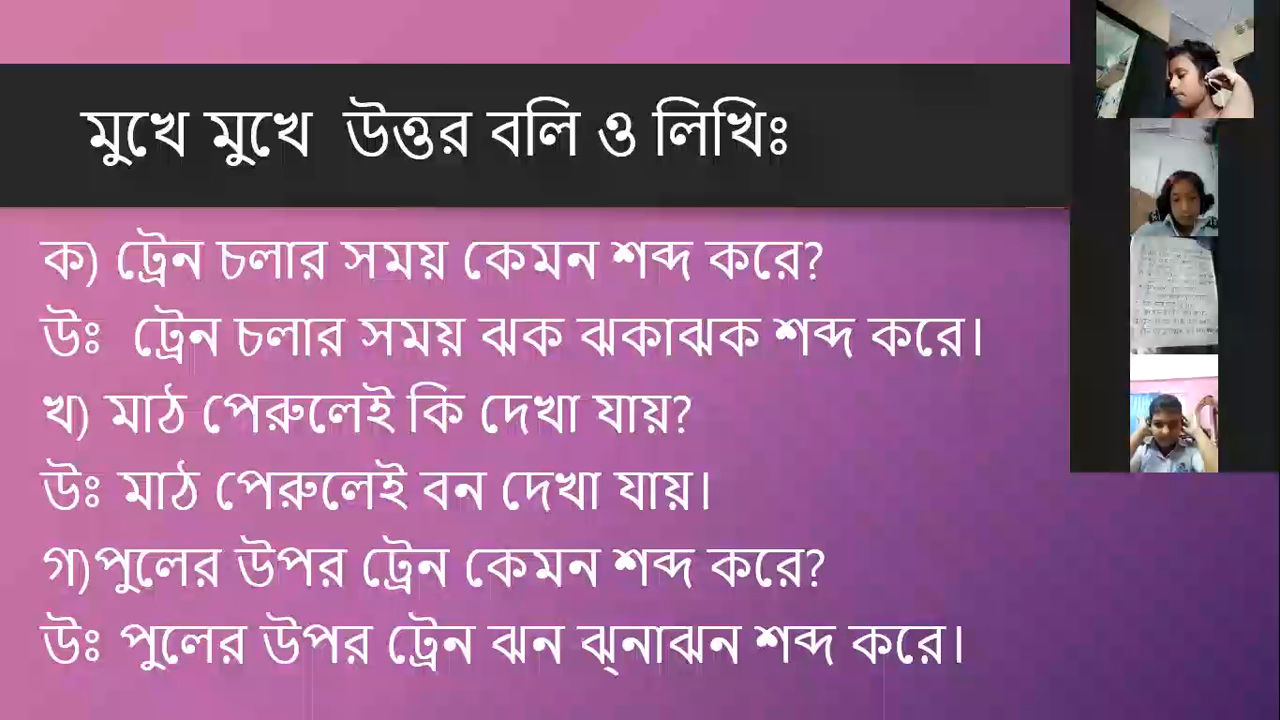 মুখে মুখে উত্তর বলি ও লিখিঃ
ক) ট্রেন চলার সময় কেমন শব্দ করে?
উঃ ট্রেন চলার সময় ঝক ঝকাঝক শব্দ করে।
খ) মাঠ পেরুলেই কি দেখা যায়?
উঃ মাঠ পেরুলেই বন দেখা যায়।
গ)পুলের উপর ট্রেন কেমন শব্দ করে?
উঃ পুলের উপর ট্রেন ঝন ঝ্নাঝন শব্দ করে।